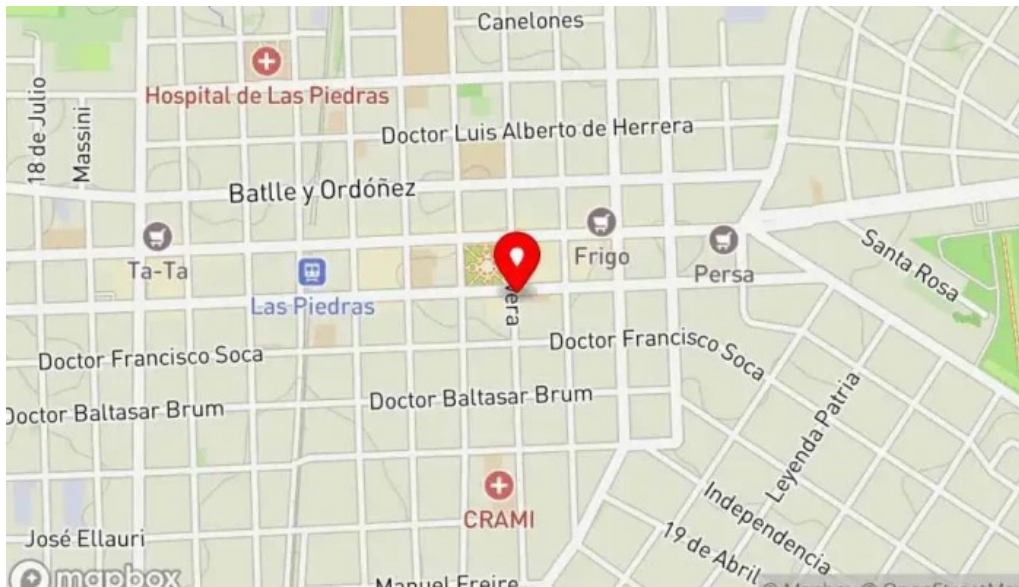 Canelones
Hospital de Las Piedras
18 de Julio
Massini
Doctor Luis Alberto de Herrera
Batlle y Ordóñez
Ta-Ta
Frigo
Persa
Santa Rosa
Las Piedras
vera
Doctor Francisco Soca
Doctor Francisco Soca
Doctor Baltasar Brum
Doctor Baltasar Brum
Leyenda Patria
CRAMI
Independencia
José Ellauri
19 de Abril
mapbox
Manuel Freire